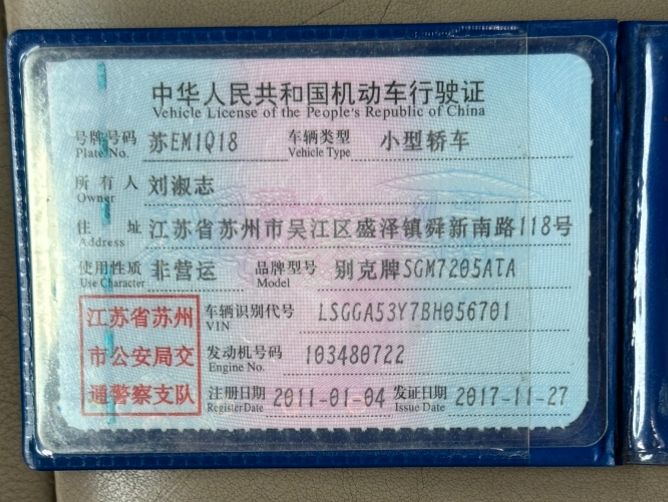 中华人民共和国机动车行驶证
Vehicle License of the People's Republic of China
号牌号码 苏EM1Q18 车辆类型 小型轿车
Plate No. Vehicle Type
所有人 刘淑志
Owner
住址 江苏省苏州市吴江区盛泽镇舜新南路118号
Address
使用性质 非营运 品牌型号 别克牌SGM7205ATA
Use Character Model
江苏省苏州
市公安局交
通警察支队
车辆识别代号 LSGGA53Y7BH056701
VIN
发动机号码 103480722
Engine No.
注册日期 2011-01-04 发证日期 2017-11-27
Register Date Issue Date